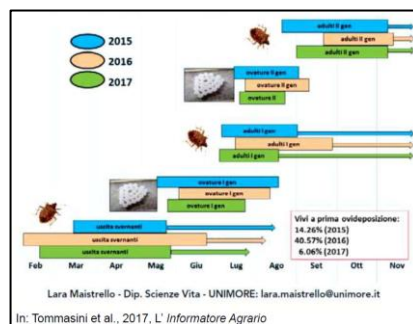 2015
2016
2017
adulti II gen
adulti II gen
adulti II gen
ovature II gen
ovature II gen
ovature II
adulti I gen
adulti I gen
adulti I gen
ovature I gen
ovature I gen
ovature I gen
uscita svernanti
uscita svernanti
uscita svernanti
Vivi a prima ovideposizione:
14.26% (2015)
40.57% (2016)
6.06% (2017)
Feb Mar Apr Mag Giu Lug Ago Set Ott Nov
Lara Maistrello - Dip. Scienze Vita - UNIMORE: lara.maistrello@unimore.it
In: Tommasini et al., 2017, L' Informatore Agrario